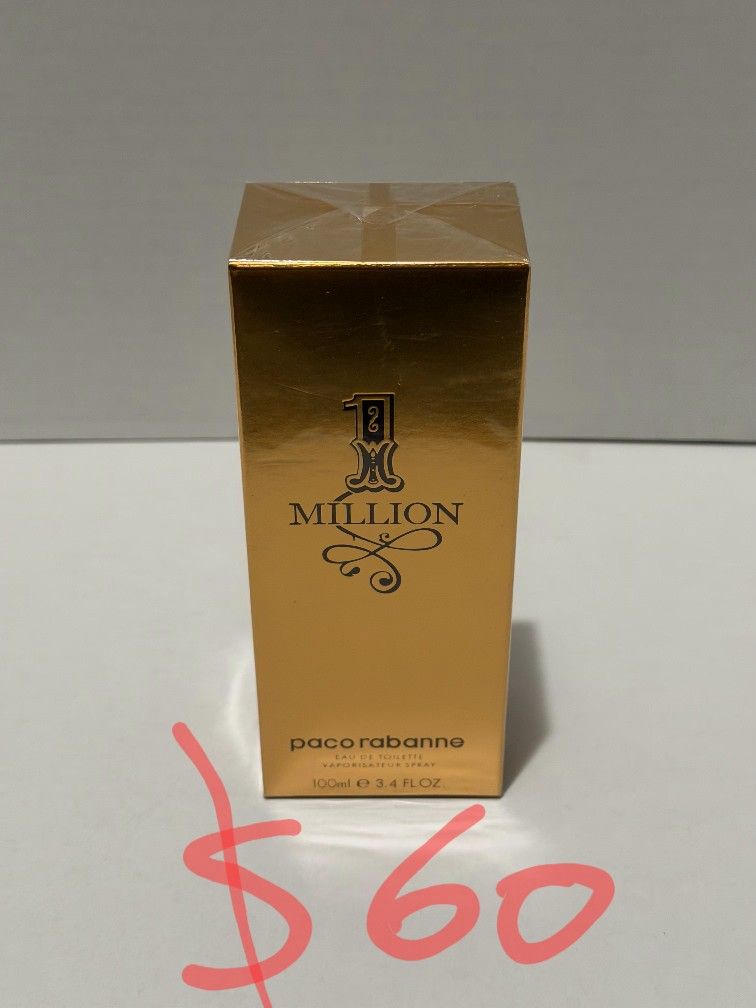 1
MILLION
paco rabanne
EAU DE TOILETTE
VAPORISATEUR SPRAY
100ml ℮ 3.4 FL.OZ.
$60